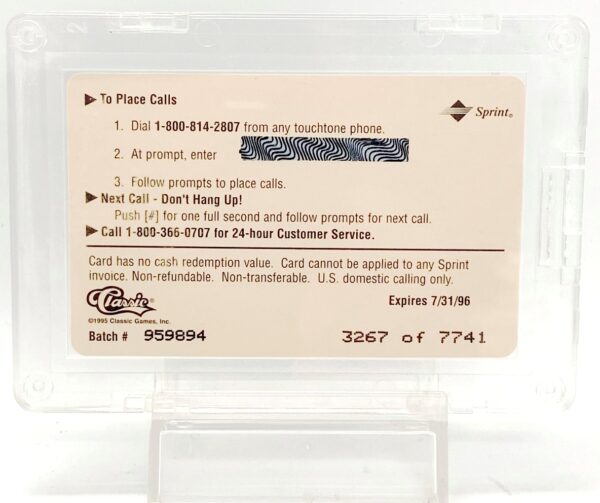 ▶ To Place Calls
Sprint®
1. Dial 1-800-814-2807 from any touchtone phone.
2. At prompt, enter
3. Follow prompts to place calls.
▶ Next Call - Don't Hang Up!
Push [#] for one full second and follow prompts for next call.
▶ Call 1-800-366-0707 for 24-hour Customer Service.
Card has no cash redemption value. Card cannot be applied to any Sprint
invoice. Non-refundable. Non-transferable. U.S. domestic calling only.
Classic®
©1995 Classic Games, Inc.
Expires 7/31/96
Batch # 959894
3267 of 7741